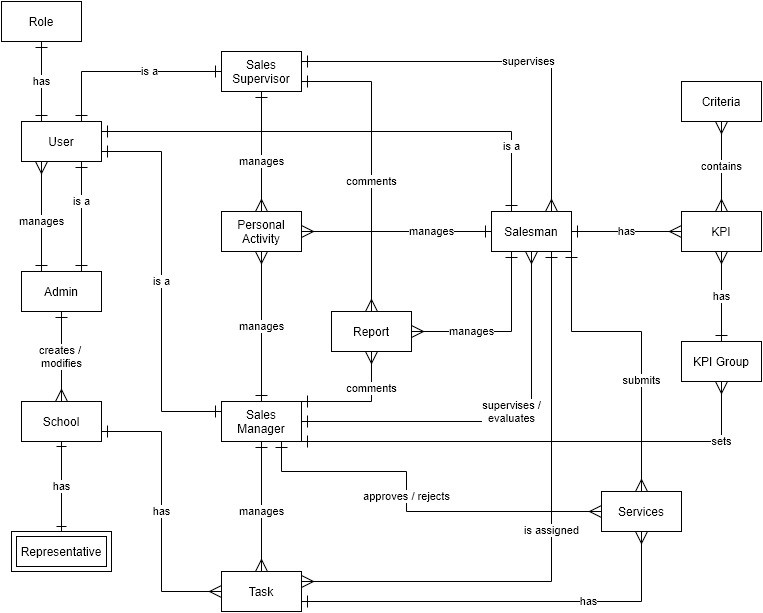 Role
Sales
Supervisor
supervises
is a
has
Criteria
User
is a
manages
contains
comments
is a
manages
Personal
Activity
manages
Salesman
has
KPI
is a
Admin
manages
has
Report
manages
creates /
modifies
KPI Group
comments
submits
School
Sales
Manager
supervises /
evaluates
sets
has
approves / rejects
has
manages
Services
is assigned
Representative
Task
has